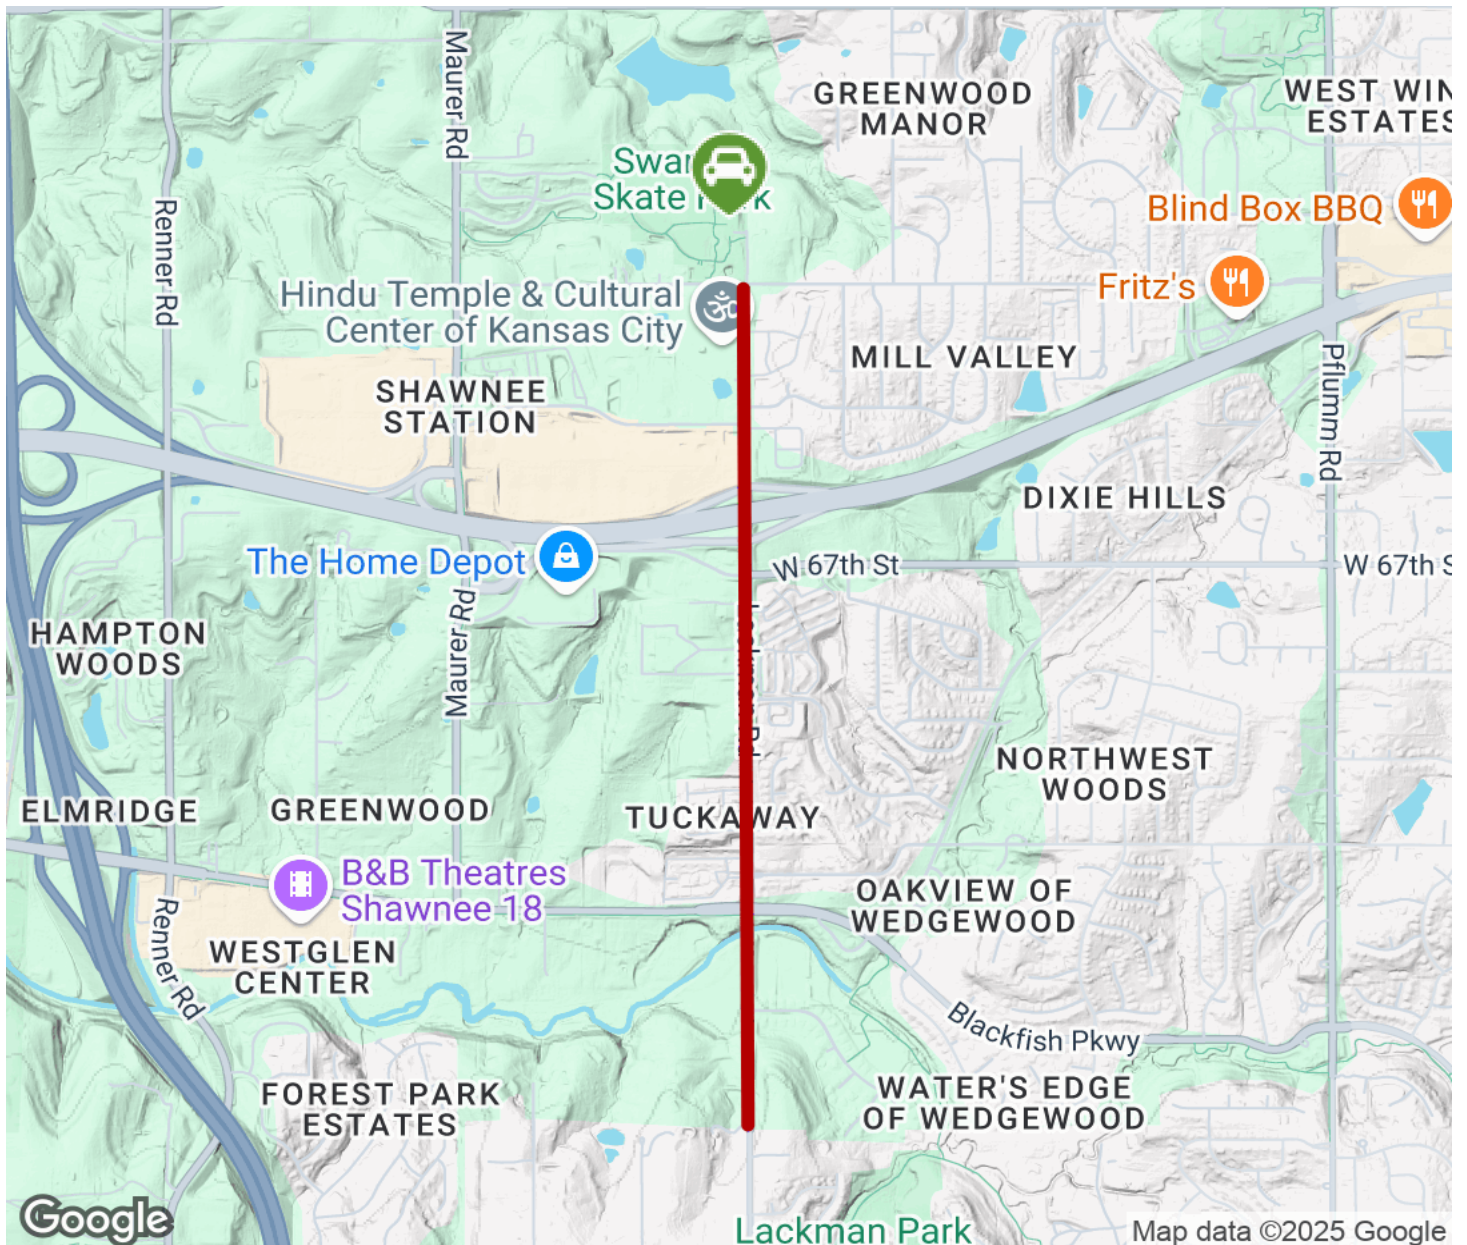 Maurer Rd
GREENWOOD
MANOR
WEST WIN
ESTATES
Skate
Blind Box BBQ
Renner Rd
Fritz's
Hindu Temple & Cultural
Center of Kansas City
MILL VALLEY
SHAWNEE
STATION
Pflumm Rd
DIXIE HILLS
The Home Depot
W 67th St
W 67th S
Maurer Rd
HAMPTON
WOODS
NORTHWEST
WOODS
ELMRIDGE
GREENWOOD
TUCKAWAY
B&B Theatres
Shawnee 18
OAKVIEW OF
WEDGEWOOD
Renner Rd
WESTGLEN
CENTER
Blackfish Pkwy
FOREST PARK
ESTATES
WATER'S EDGE
OF WEDGEWOOD
Google
Lackman Park
Map data ©2025 Google